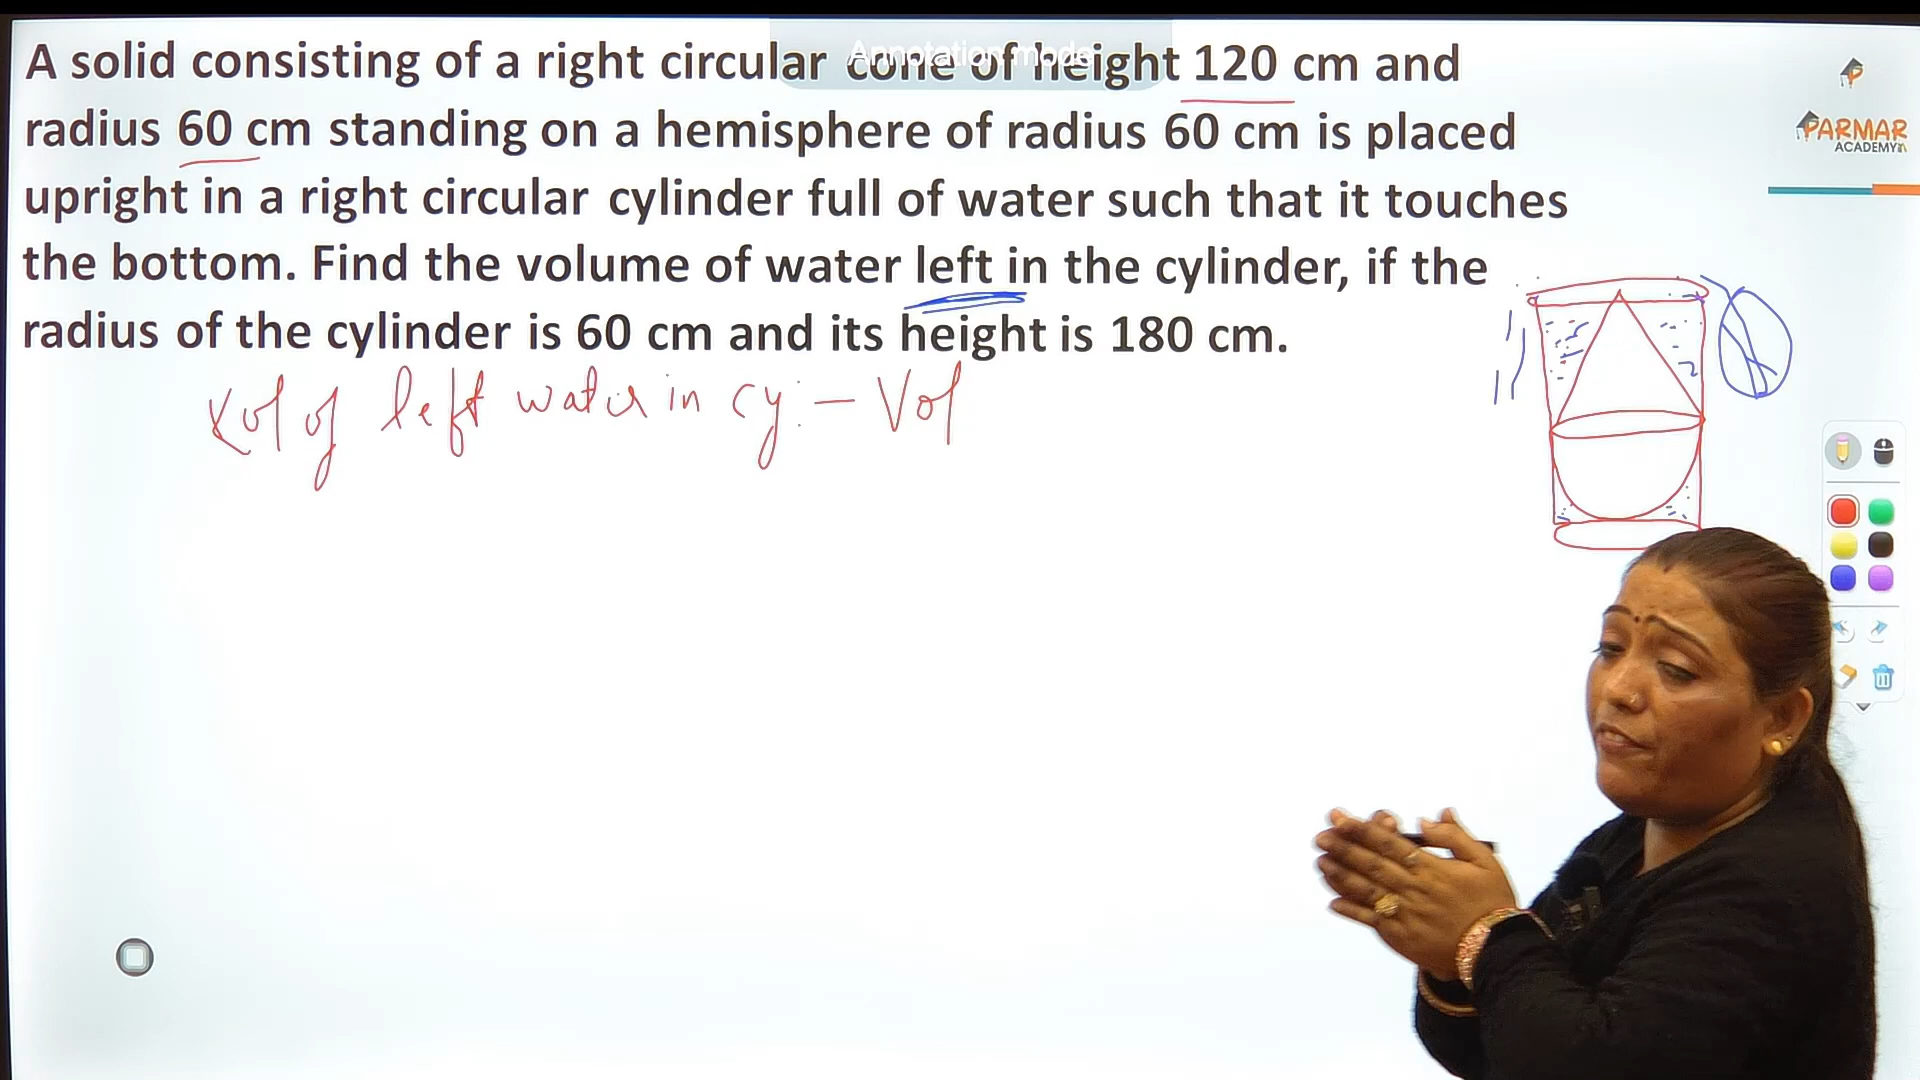 A solid consisting of a right circular cone of height 120 cm and
Annotation mode
radius 60 cm standing on a hemisphere of radius 60 cm is placed
upright in a right circular cylinder full of water such that it touches
the bottom. Find the volume of water left in the cylinder, if the
radius of the cylinder is 60 cm and its height is 180 cm.
Vol of left water in cy: – Vol
PARMAR
ACADEMY